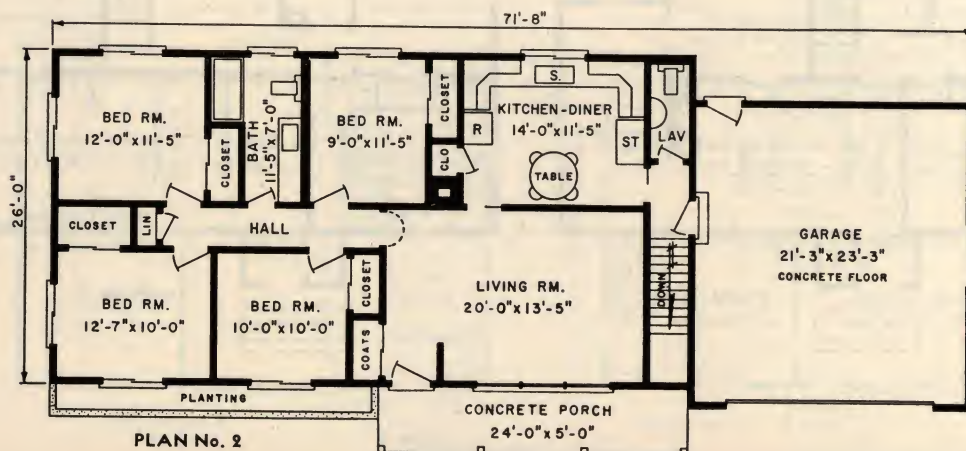 71'-8"
26'-0"
BED RM.
12'-0"x11'-5"
CLOSET
BATH
11'-5"x7'-0"
BED RM.
9'-0"x11'-5"
CLOSET
CLO
S.
KITCHEN-DINER
14'-0"x11'-5"
R
ST
TABLE
LAV
CLOSET
LIN
HALL
GARAGE
21'-3"x23'-3"
CONCRETE FLOOR
BED RM.
12'-7"x10'-0"
BED RM.
10'-0"x10'-0"
CLOSET
COATS
LIVING RM.
20'-0"x13'-5"
DOWN
PLANTING
CONCRETE PORCH
24'-0"x5'-0"
PLAN No. 2